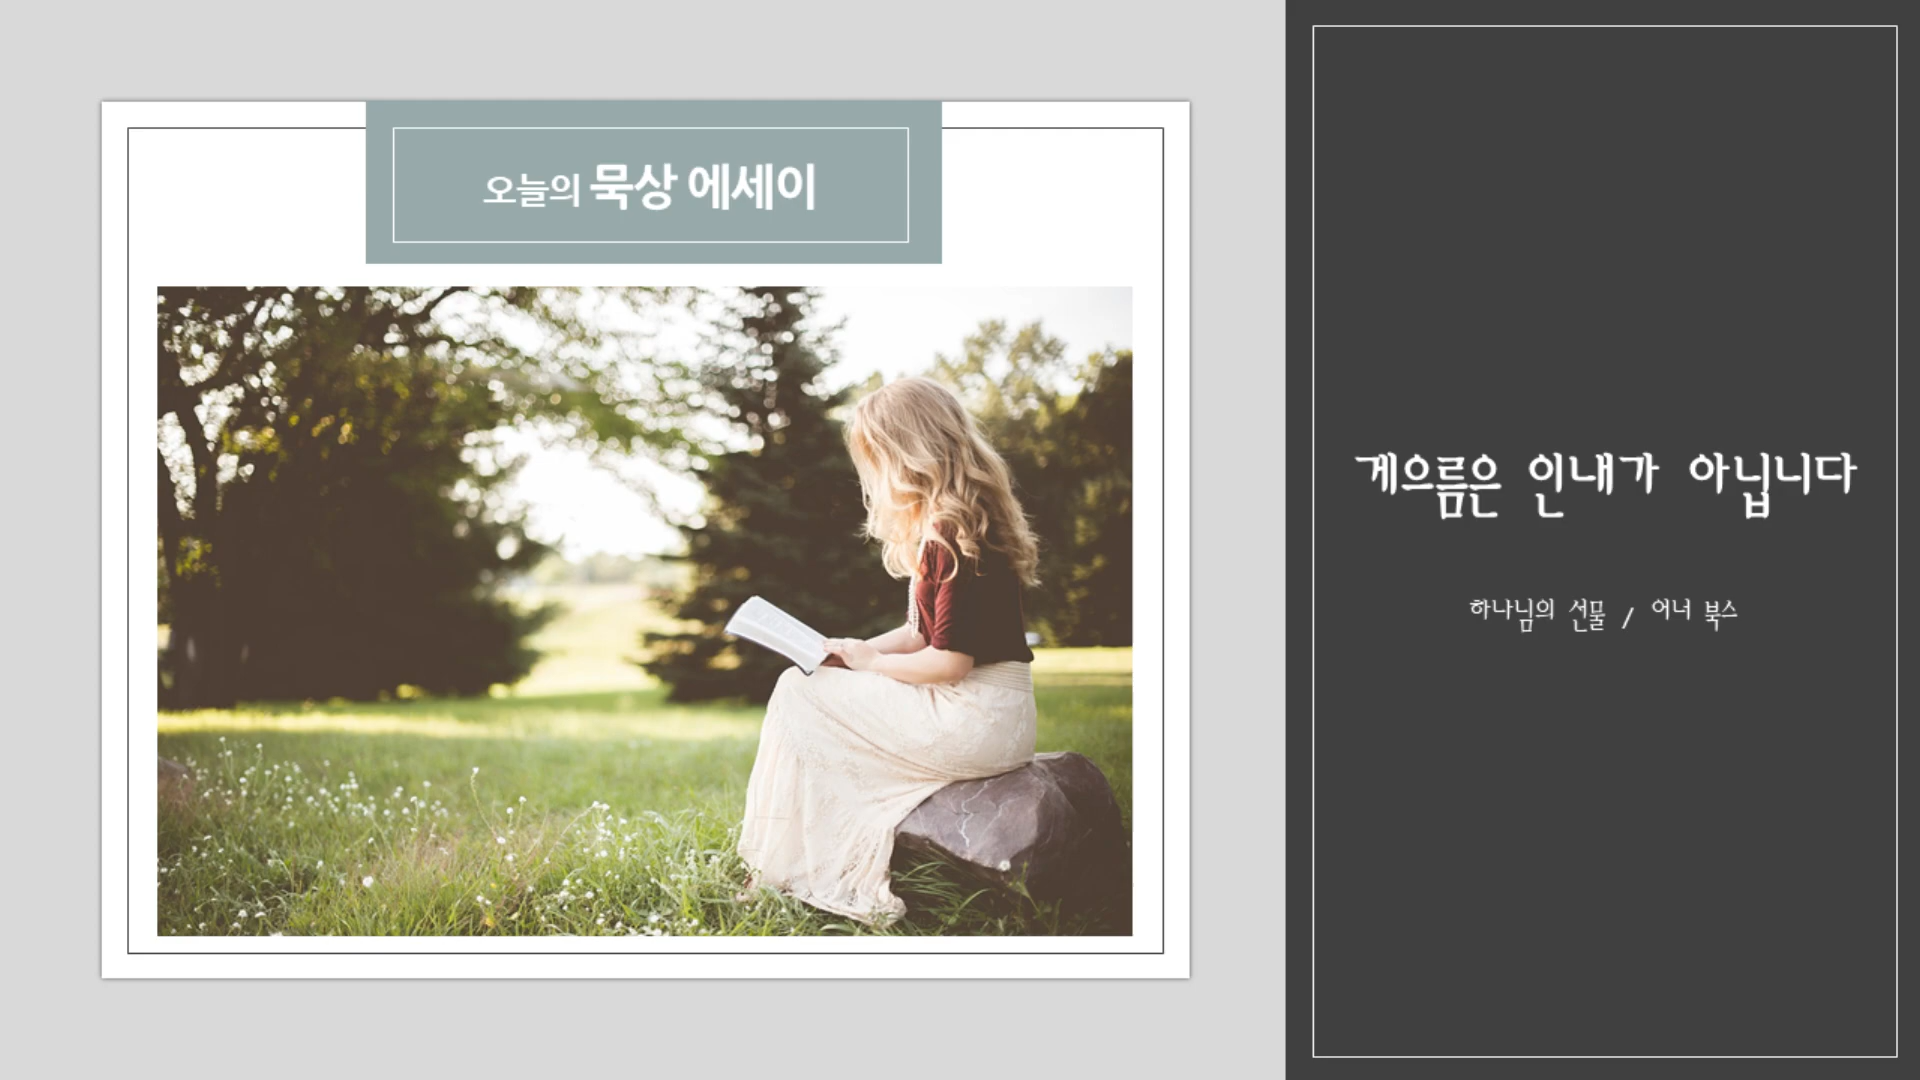 오늘의 묵상 에세이
게으름은 인내가 아닙니다
하나님의 선물 / 어너 북스